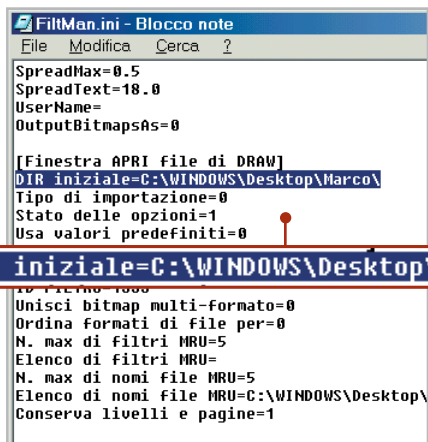 FiltMan.ini - Blocco note
File Modifica Cerca ?
SpreadMax=0.5
SpreadText=18.0
UserName=
OutputBitmapsAs=0
[Finestra APRI file di DRAW]
DIR iniziale=C:\WINDOWS\Desktop\Marco\
Tipo di importazione=0
Stato delle opzioni=1
Usa valori predefiniti=0
iniziale=C:\WINDOWS\Desktop\
Unisci bitmap multi-formato=0
Ordina formati di file per=0
N. max di filtri MRU=5
Elenco di filtri MRU=
N. max di nomi file MRU=5
Elenco di nomi file MRU=C:\WINDOWS\Desktop\
Conserva livelli e pagine=1